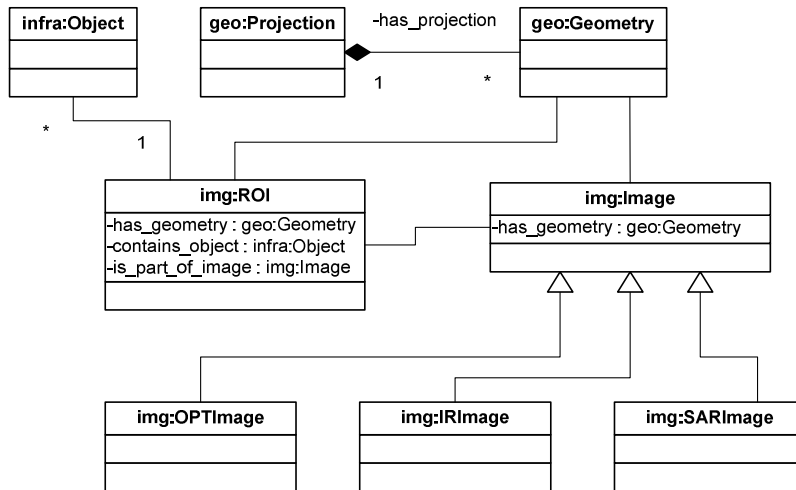 infra:Object
geo:Projection
-has_projection
geo:Geometry
1
*
*
1
img:ROI
-has_geometry : geo:Geometry
-contains_object : infra:Object
-is_part_of_image : img:Image
img:Image
-has_geometry : geo:Geometry
img:OPTImage
img:IRImage
img:SARImage